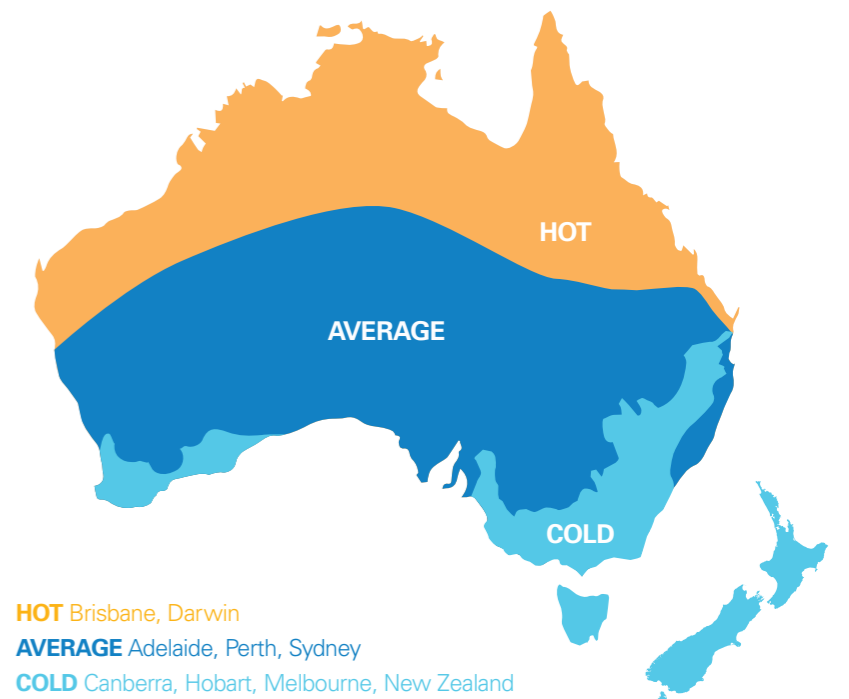 HOT
AVERAGE
COLD
HOT Brisbane, Darwin
AVERAGE Adelaide, Perth, Sydney
COLD Canberra, Hobart, Melbourne, New Zealand